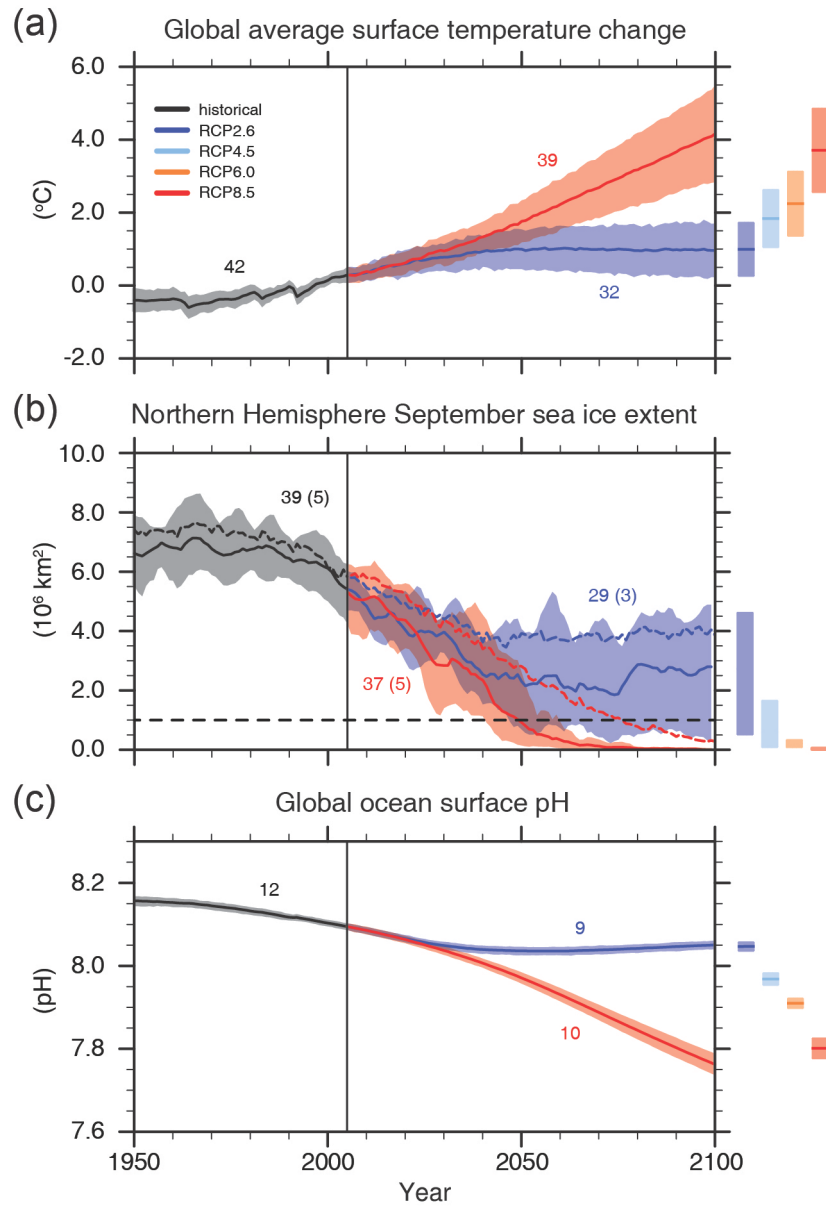 (a) Global average surface temperature change
6.0
4.0
2.0
0.0
-2.0
(°C)
historical
RCP2.6
RCP4.5
RCP6.0
RCP8.5
42
39
32
(b) Northern Hemisphere September sea ice extent
10.0
8.0
6.0
4.0
2.0
0.0
(10⁶ km²)
39 (5)
29 (3)
37 (5)
(c) Global ocean surface pH
8.2
8.0
7.8
7.6
(pH)
12
9
10
1950 2000 2050 2100
Year